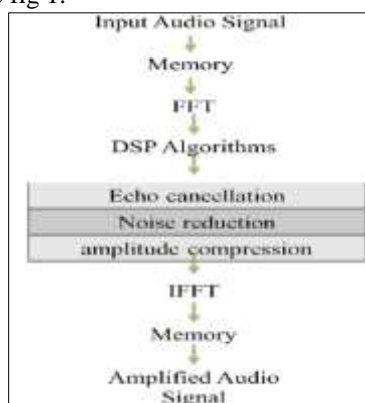 Input Audio Signal
Memory
FFT
DSP Algorithms
Echo cancellation
Noise reduction
amplitude compression
IFFT
Memory
Amplified Audio
Signal